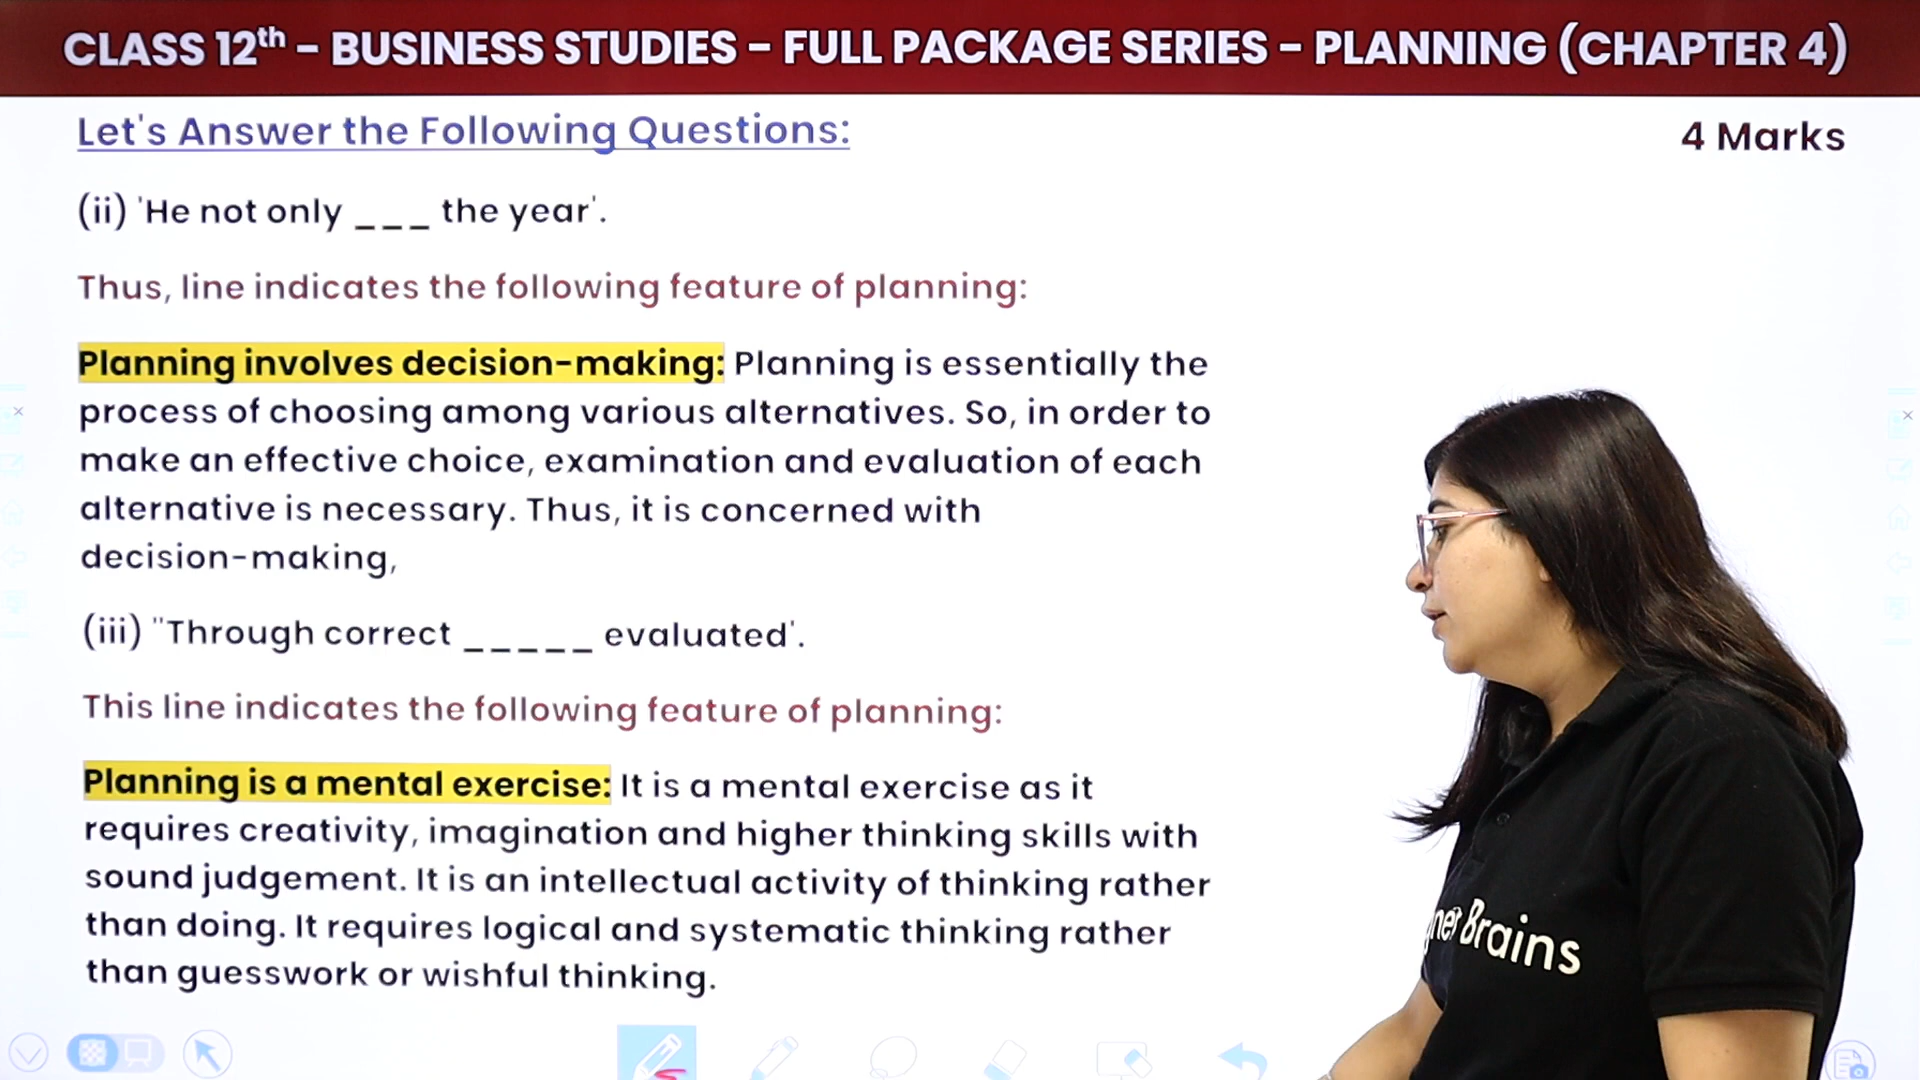 CLASS 12th – BUSINESS STUDIES – FULL PACKAGE SERIES – PLANNING (CHAPTER 4)
Let's Answer the Following Questions:
4 Marks
(ii) 'He not only _ _ _ the year'.
Thus, line indicates the following feature of planning:
Planning involves decision-making: Planning is essentially the
process of choosing among various alternatives. So, in order to
make an effective choice, examination and evaluation of each
alternative is necessary. Thus, it is concerned with
decision-making,
(iii) "Through correct _ _ _ _ _ evaluated'.
This line indicates the following feature of planning:
Planning is a mental exercise: It is a mental exercise as it
requires creativity, imagination and higher thinking skills with
sound judgement. It is an intellectual activity of thinking rather
than doing. It requires logical and systematic thinking rather
than guesswork or wishful thinking.
Brains